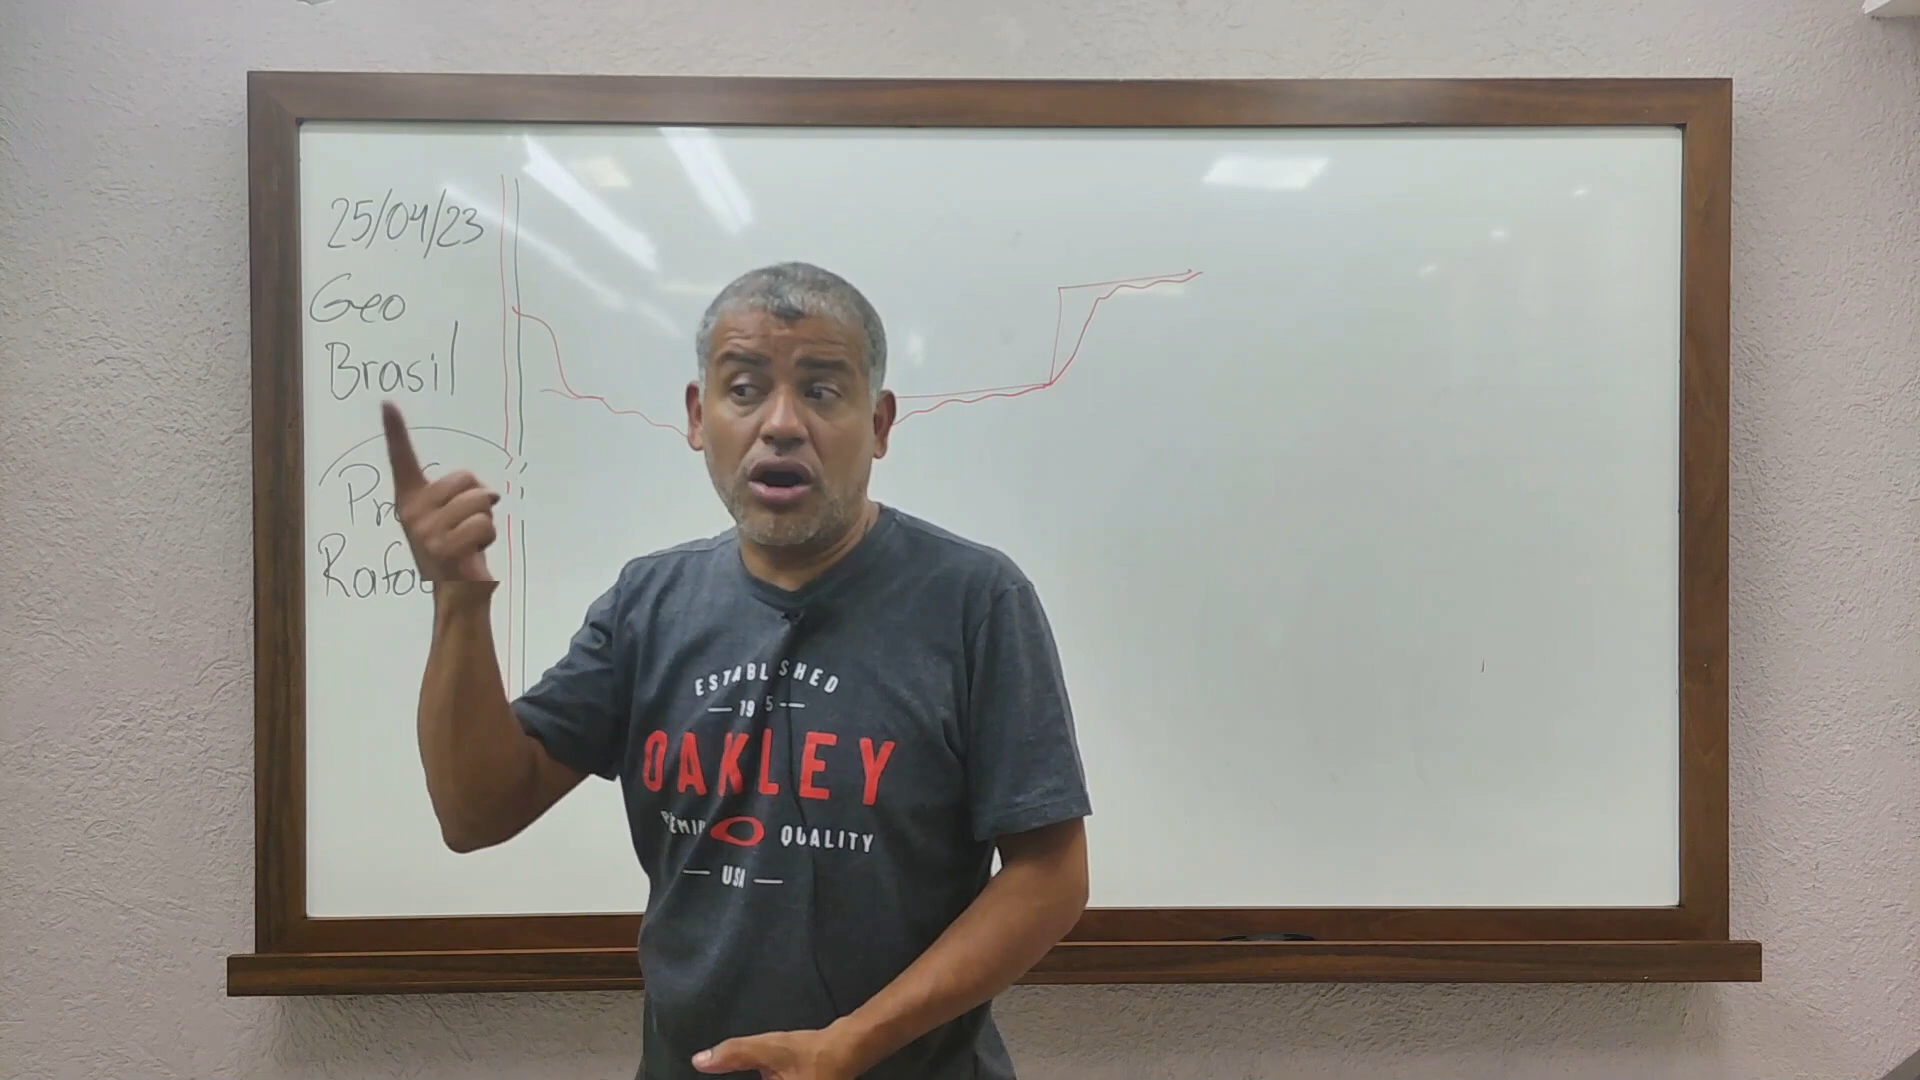 25/04/23
Geo
Brasil
ESTABLISHED
OAKLEY
QUALITY
USA